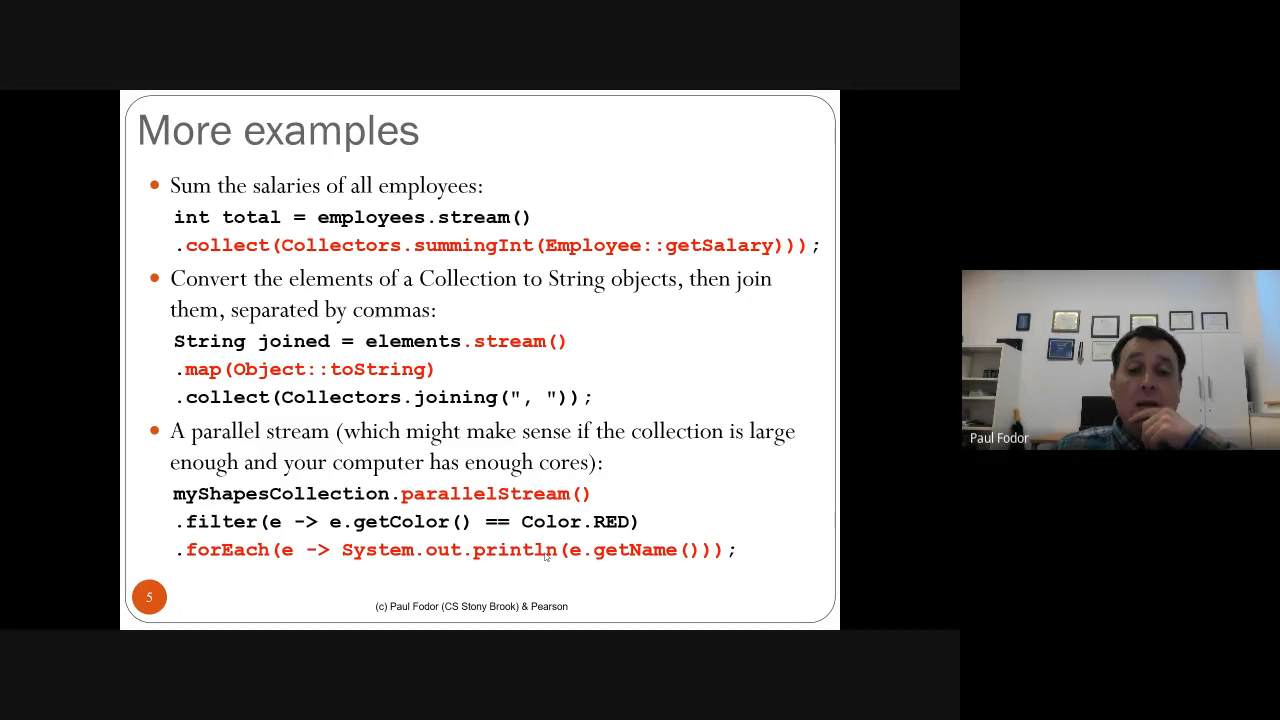 More examples
• Sum the salaries of all employees:
int total = employees.stream()
.collect(Collectors.summingInt(Employee::getSalary)));
• Convert the elements of a Collection to String objects, then join
them, separated by commas:
String joined = elements.stream()
.map(Object::toString)
.collect(Collectors.joining(", "));
• A parallel stream (which might make sense if the collection is large
enough and your computer has enough cores):
myShapesCollection.parallelStream()
.filter(e -> e.getColor() == Color.RED)
.forEach(e -> System.out.println(e.getName()));
5
(c) Paul Fodor (CS Stony Brook) & Pearson
Paul Fodor